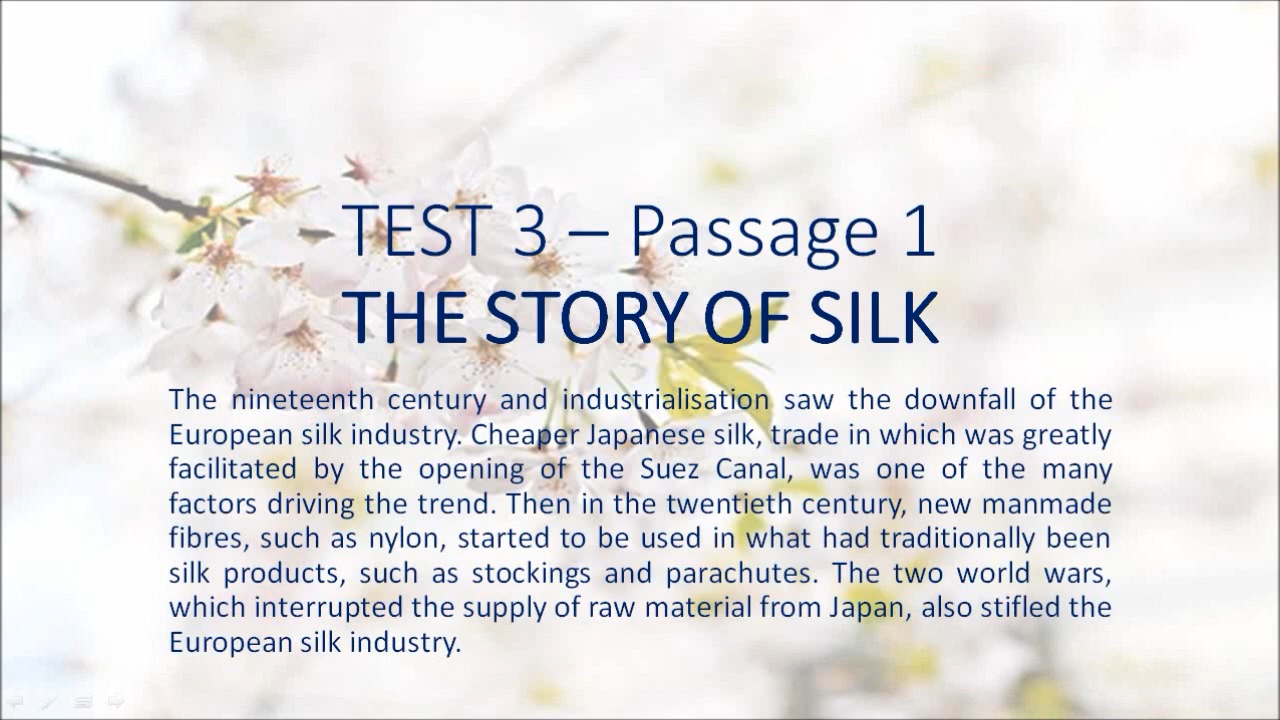 TEST 3 – Passage 1
THE STORY OF SILK
The nineteenth century and industrialisation saw the downfall of the
European silk industry. Cheaper Japanese silk, trade in which was greatly
facilitated by the opening of the Suez Canal, was one of the many
factors driving the trend. Then in the twentieth century, new manmade
fibres, such as nylon, started to be used in what had traditionally been
silk products, such as stockings and parachutes. The two world wars,
which interrupted the supply of raw material from Japan, also stifled the
European silk industry.